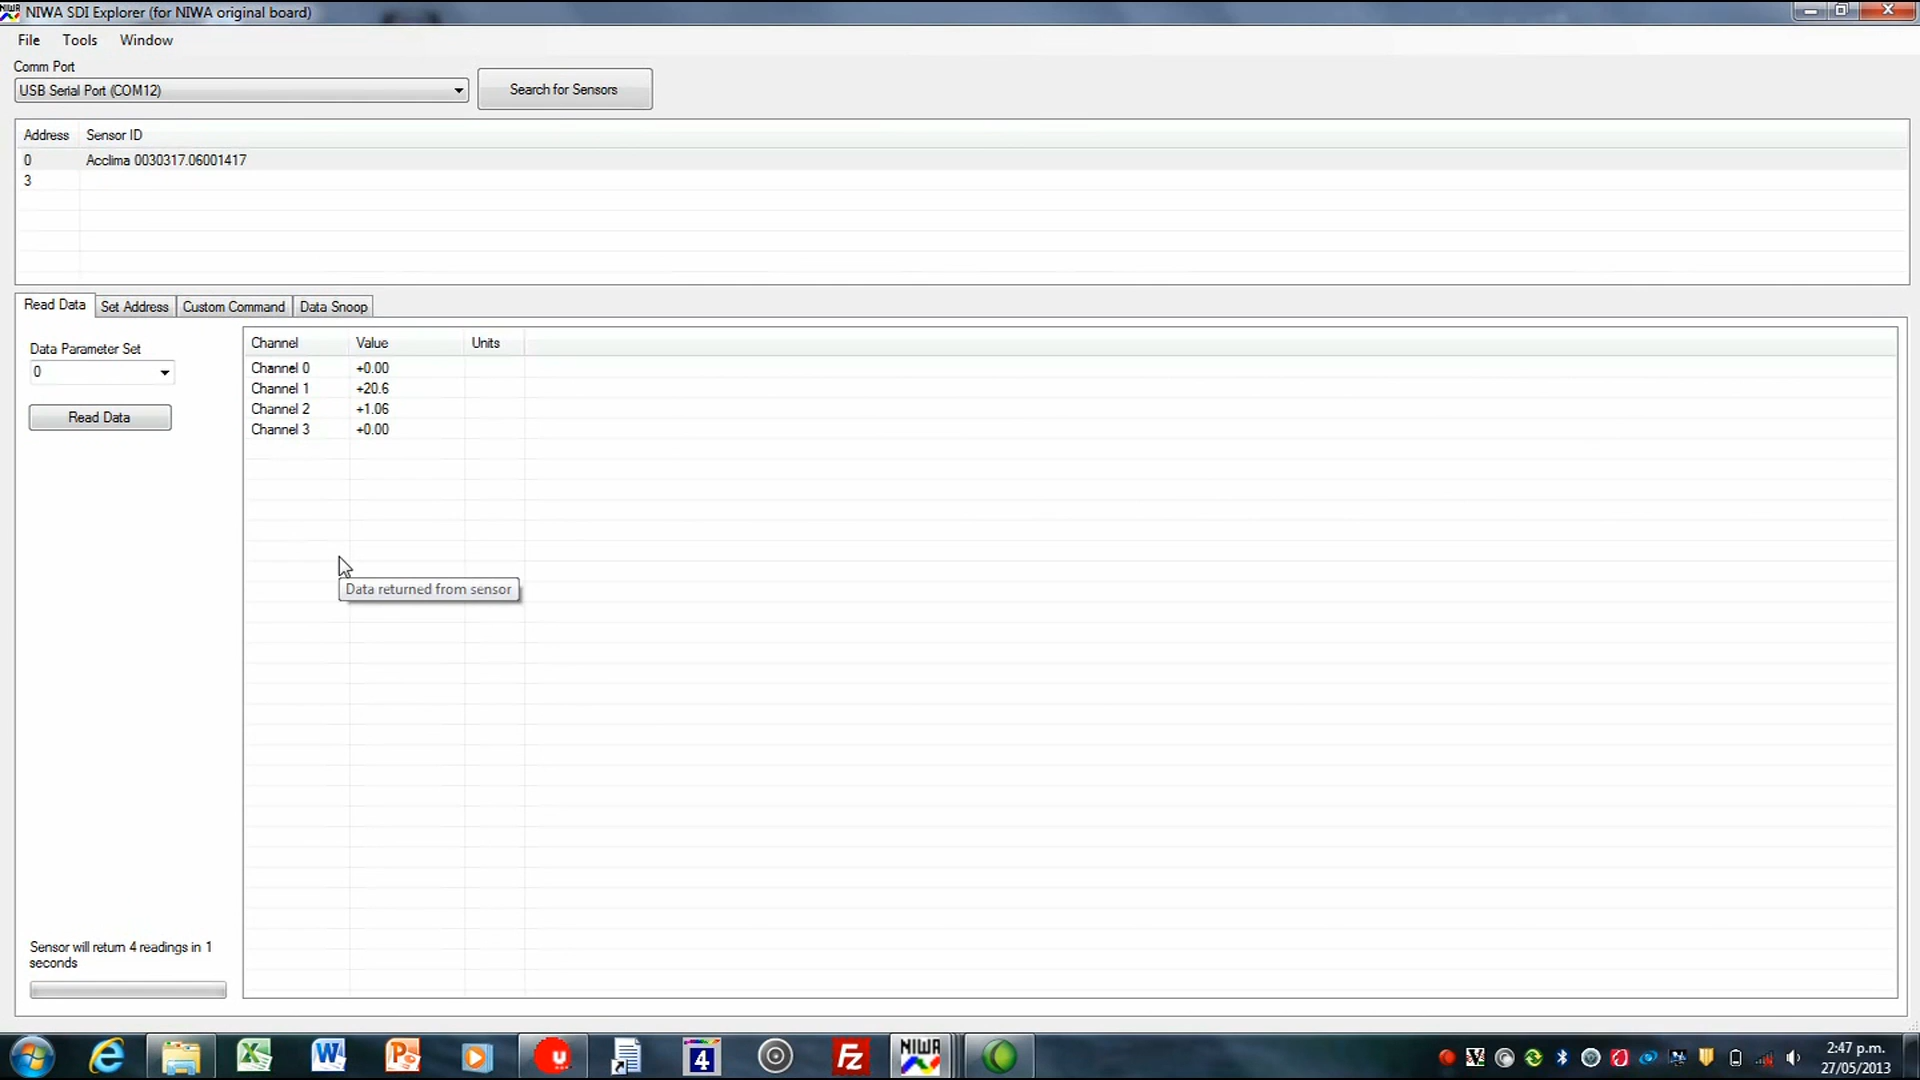 NIWA SDI Explorer (for NIWA original board)
File Tools Window
Comm Port
USB Serial Port (COM12)
Search for Sensors
Address Sensor ID
0 Acclima 0030317.06001417
3
Read Data Set Address Custom Command Data Snoop
Data Parameter Set
0
Read Data
Channel Value Units
Channel 0 +0.00
Channel 1 +20.6
Channel 2 +1.06
Channel 3 +0.00
Data returned from sensor
Sensor will return 4 readings in 1
seconds
NIWA
4
FZ
2:47 p.m.
27/05/2013